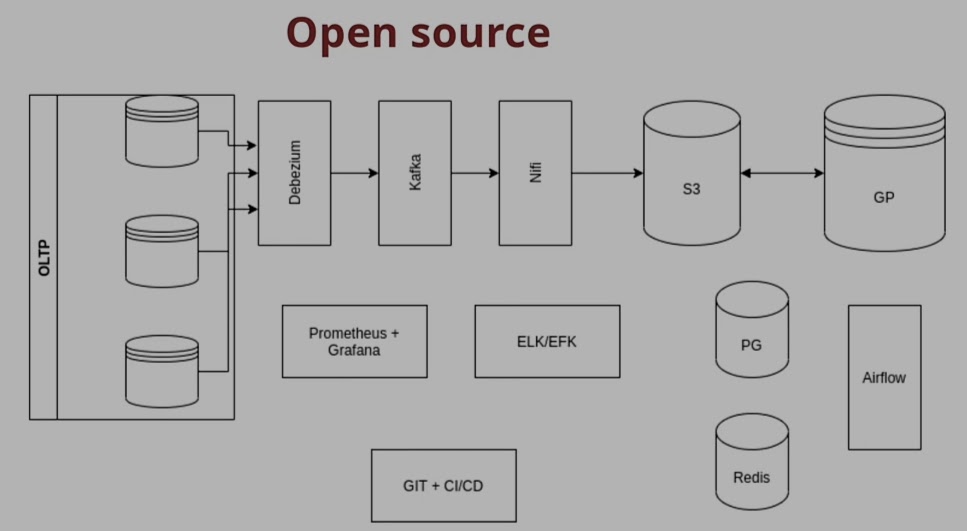 Open source
OLTP
Debezium
Kafka
Nifi
S3
GP
Prometheus +
Grafana
ELK/EFK
PG
Airflow
Redis
GIT + CI/CD